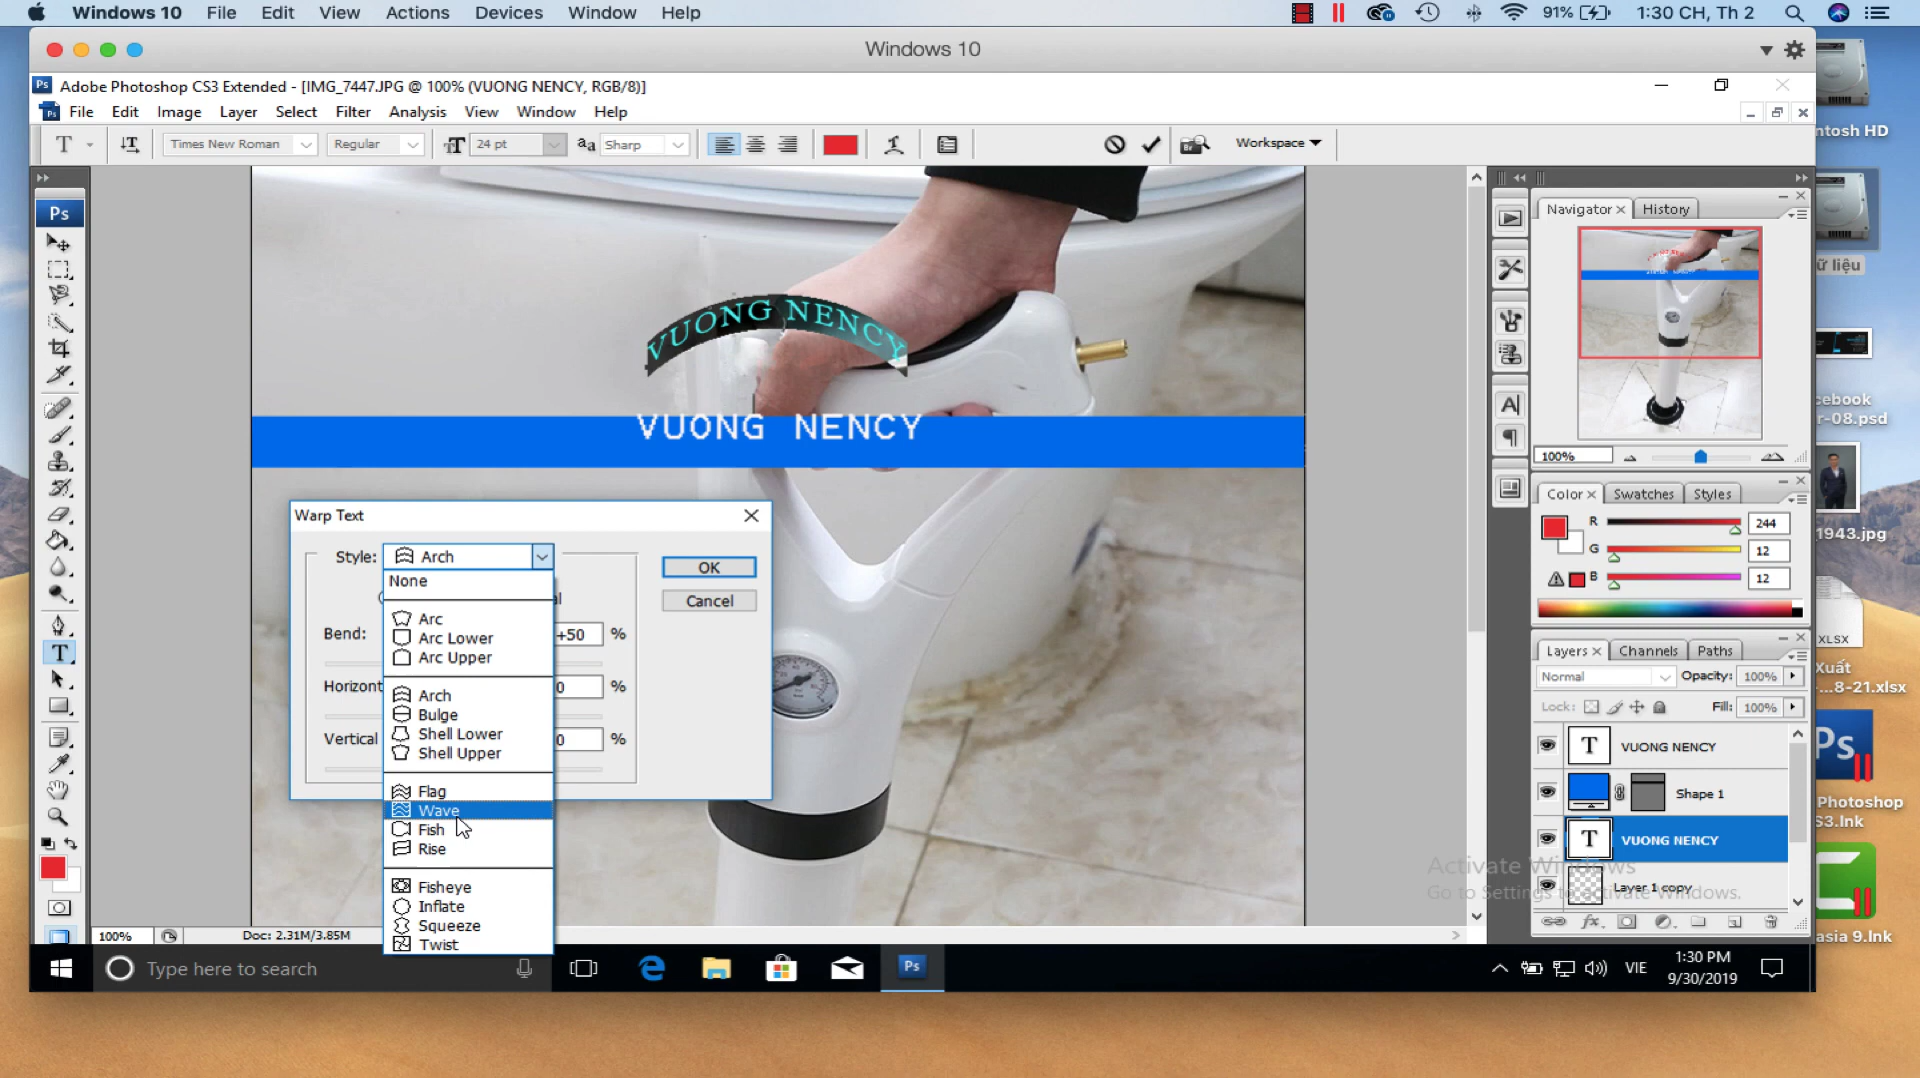 Windows 10 File Edit View Actions Devices Window Help 91% 1:30 CH, Th 2
Windows 10
Ps Adobe Photoshop CS3 Extended - [IMG_7447.JPG @ 100% (VUONG NENCY, RGB/8)]
File Edit Image Layer Select Filter Analysis View Window Help
T Times New Roman Regular 24 pt aa Sharp Workspace
Ps
VUONG NENCY
VUONG NENCY
Warp Text
Style: Arch
None
Arc
Arc Lower
Arc Upper
Arch
Bulge
Shell Lower
Shell Upper
Flag
Wave
Fish
Rise
Fisheye
Inflate
Squeeze
Twist
Bend: +50 %
Horizont 0 %
Vertical 0 %
OK
Cancel
Navigator History
100%
Color Swatches Styles
R 244
G 12
B 12
Layers Channels Paths
Normal Opacity: 100%
Lock: Fill: 100%
T VUONG NENCY
Shape 1
T VUONG NENCY
Layer 1 copy
Activate Windows
Go to Settings to activate Windows.
100% Doc: 2.31M/3.85M
Type here to search
Ps
VIE
1:30 PM
9/30/2019
ntosh HD
ữ liệu
cebook
r-08.psd
1943.jpg
XLSX
Xuất
-...8-21.xlsx
Ps
Photoshop
S3.lnk
asia 9.lnk